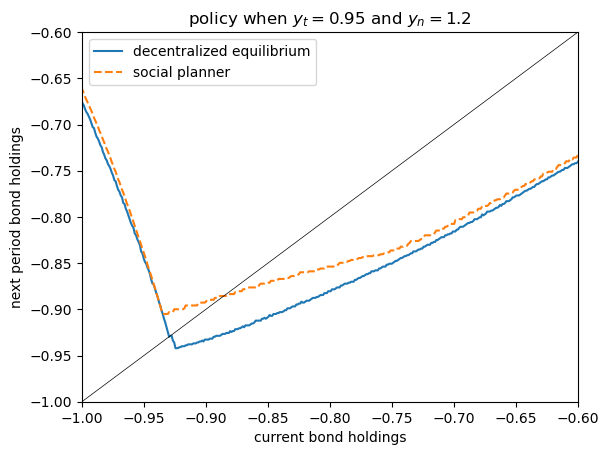 policy when $y_t = 0.95$ and $y_n = 1.2$
decentralized equilibrium
social planner
−0.60
−0.65
−0.70
−0.75
−0.80
−0.85
−0.90
−0.95
−1.00
next period bond holdings
−1.00 −0.95 −0.90 −0.85 −0.80 −0.75 −0.70 −0.65 −0.60
current bond holdings